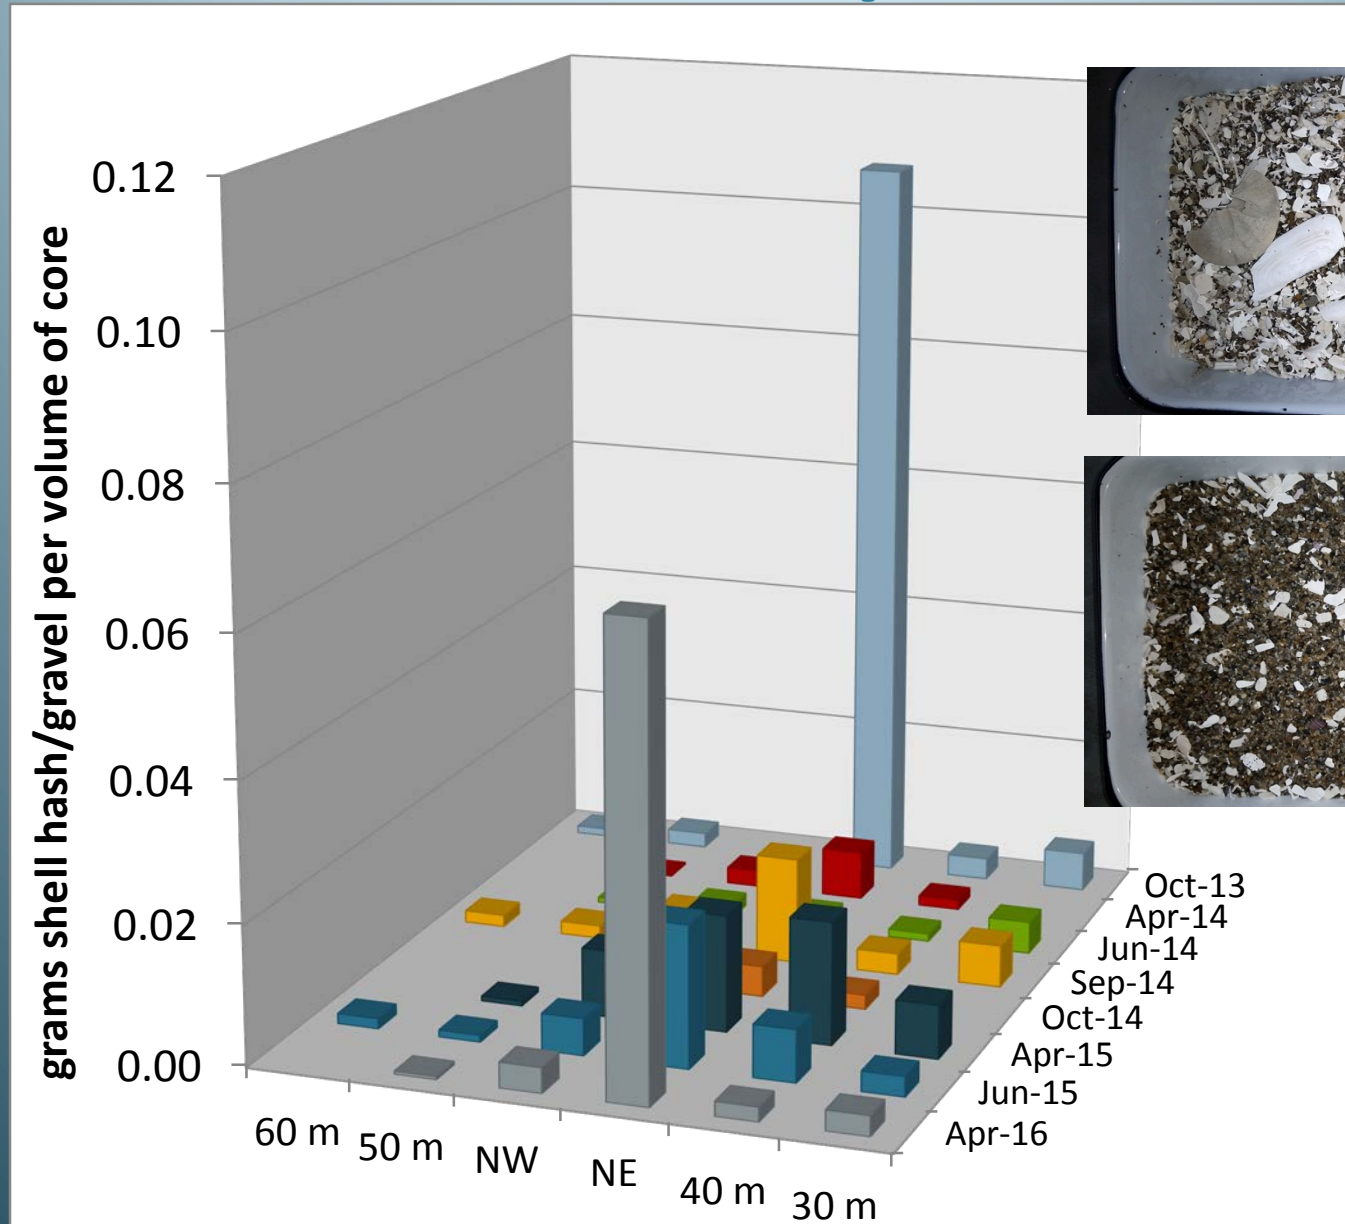 grams shell hash/gravel per volume of core
0.12
0.10
0.08
0.06
0.04
0.02
0.00
60 m
50 m
NW
NE
40 m
30 m
Oct-13
Apr-14
Jun-14
Sep-14
Oct-14
Apr-15
Jun-15
Apr-16